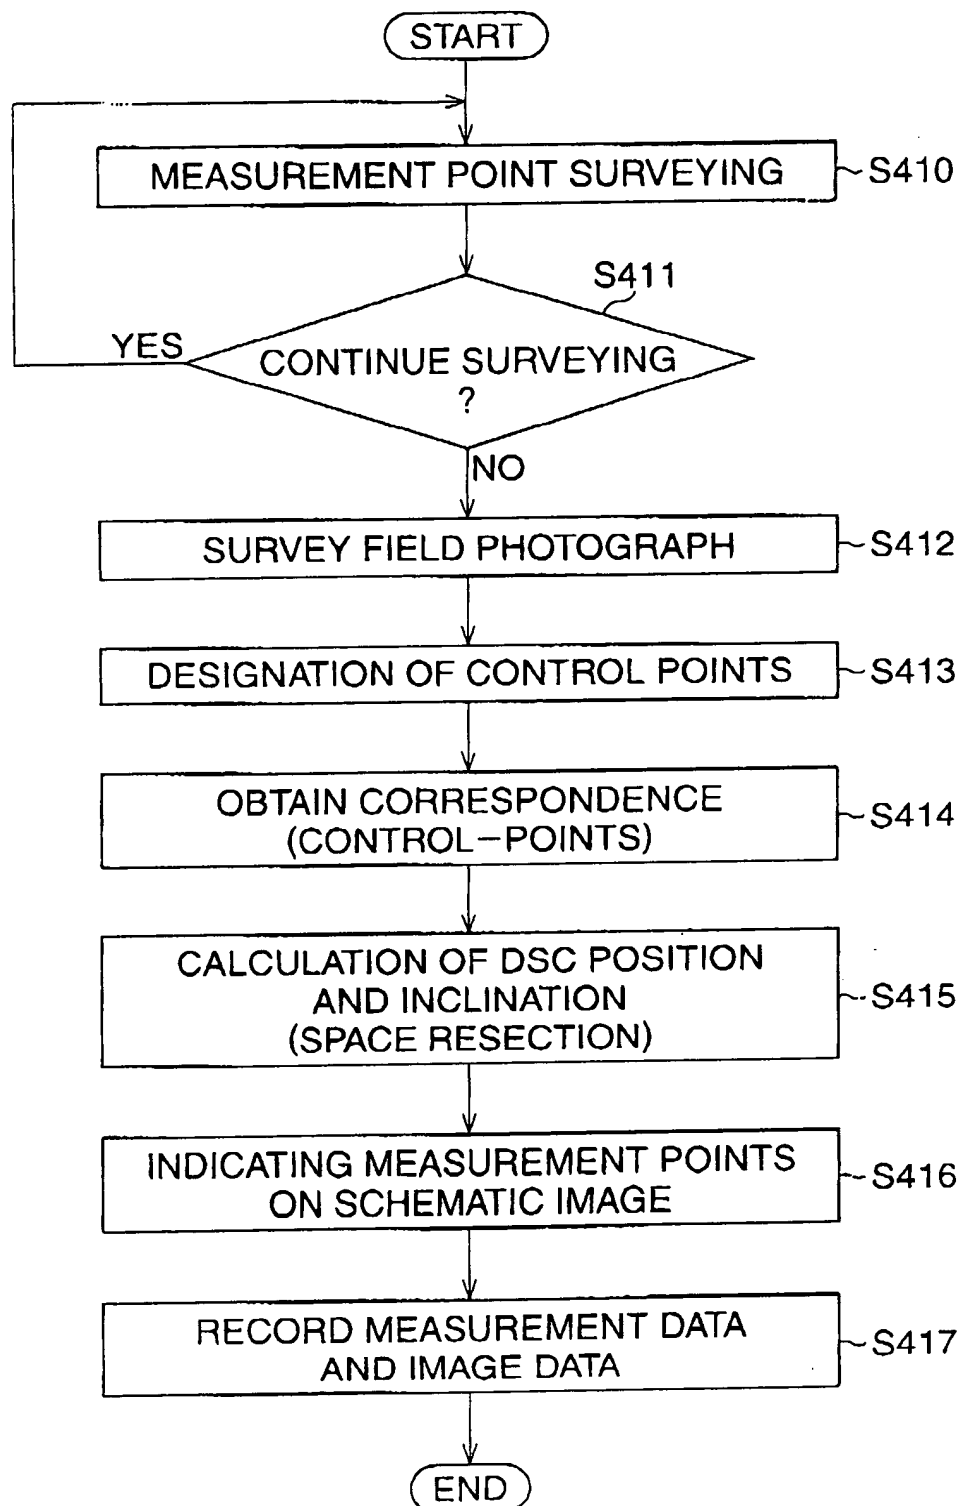 START
MEASUREMENT POINT SURVEYING
S410
S411
YES
CONTINUE SURVEYING
?
NO
SURVEY FIELD PHOTOGRAPH
S412
DESIGNATION OF CONTROL POINTS
S413
OBTAIN CORRESPONDENCE
(CONTROL-POINTS)
S414
CALCULATION OF DSC POSITION
AND INCLINATION
(SPACE RESECTION)
S415
INDICATING MEASUREMENT POINTS
ON SCHEMATIC IMAGE
S416
RECORD MEASUREMENT DATA
AND IMAGE DATA
S417
END